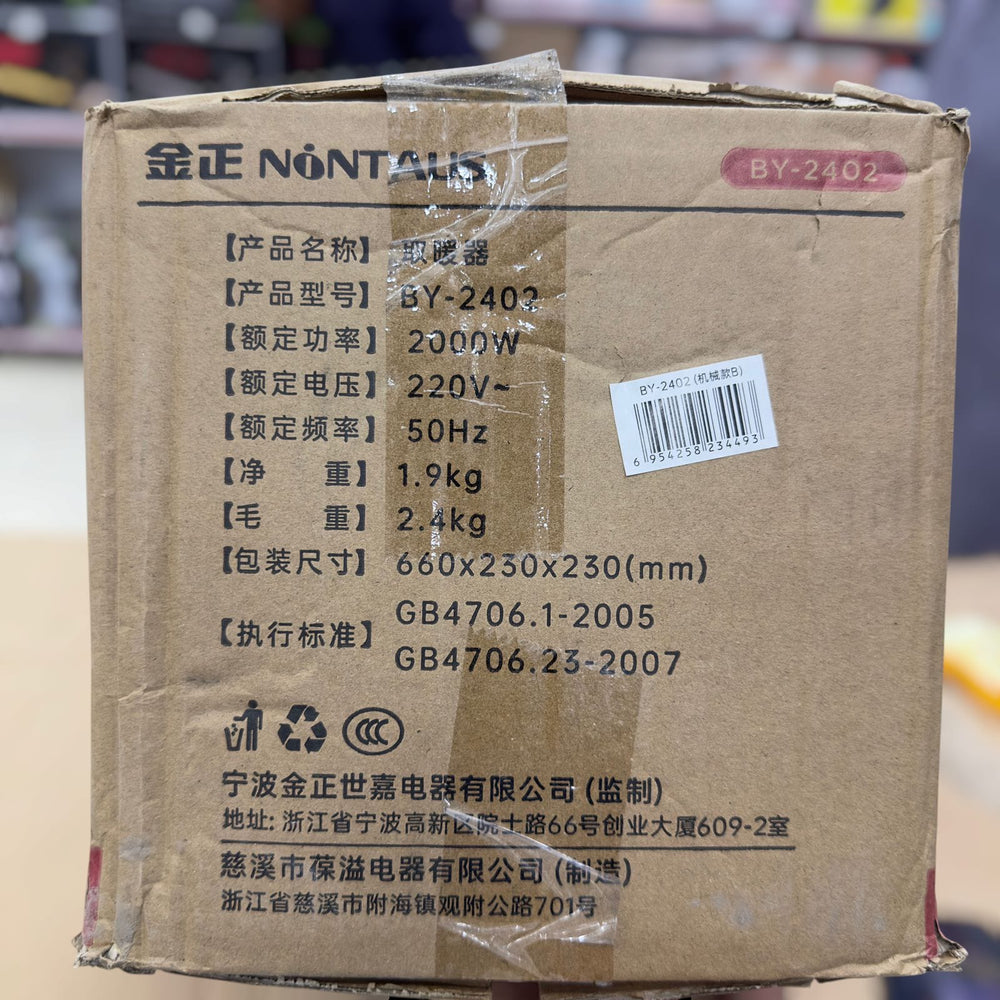 金正 NiNTAUS
BY-2402
【产品名称】 取暖器
【产品型号】 BY-2402
【额定功率】 2000W
【额定电压】 220V~
【额定频率】 50Hz
【净 重】 1.9kg
【毛 重】 2.4kg
【包装尺寸】 660x230x230(mm)
【执行标准】 GB4706.1-2005
GB4706.23-2007
BY-2402 (机械款B)
6 954258 234493
CCC
宁波金正世嘉电器有限公司 (监制)
地址: 浙江省宁波高新区院士路66号创业大厦609-2室
慈溪市葆溢电器有限公司 (制造)
浙江省慈溪市附海镇观附公路701号